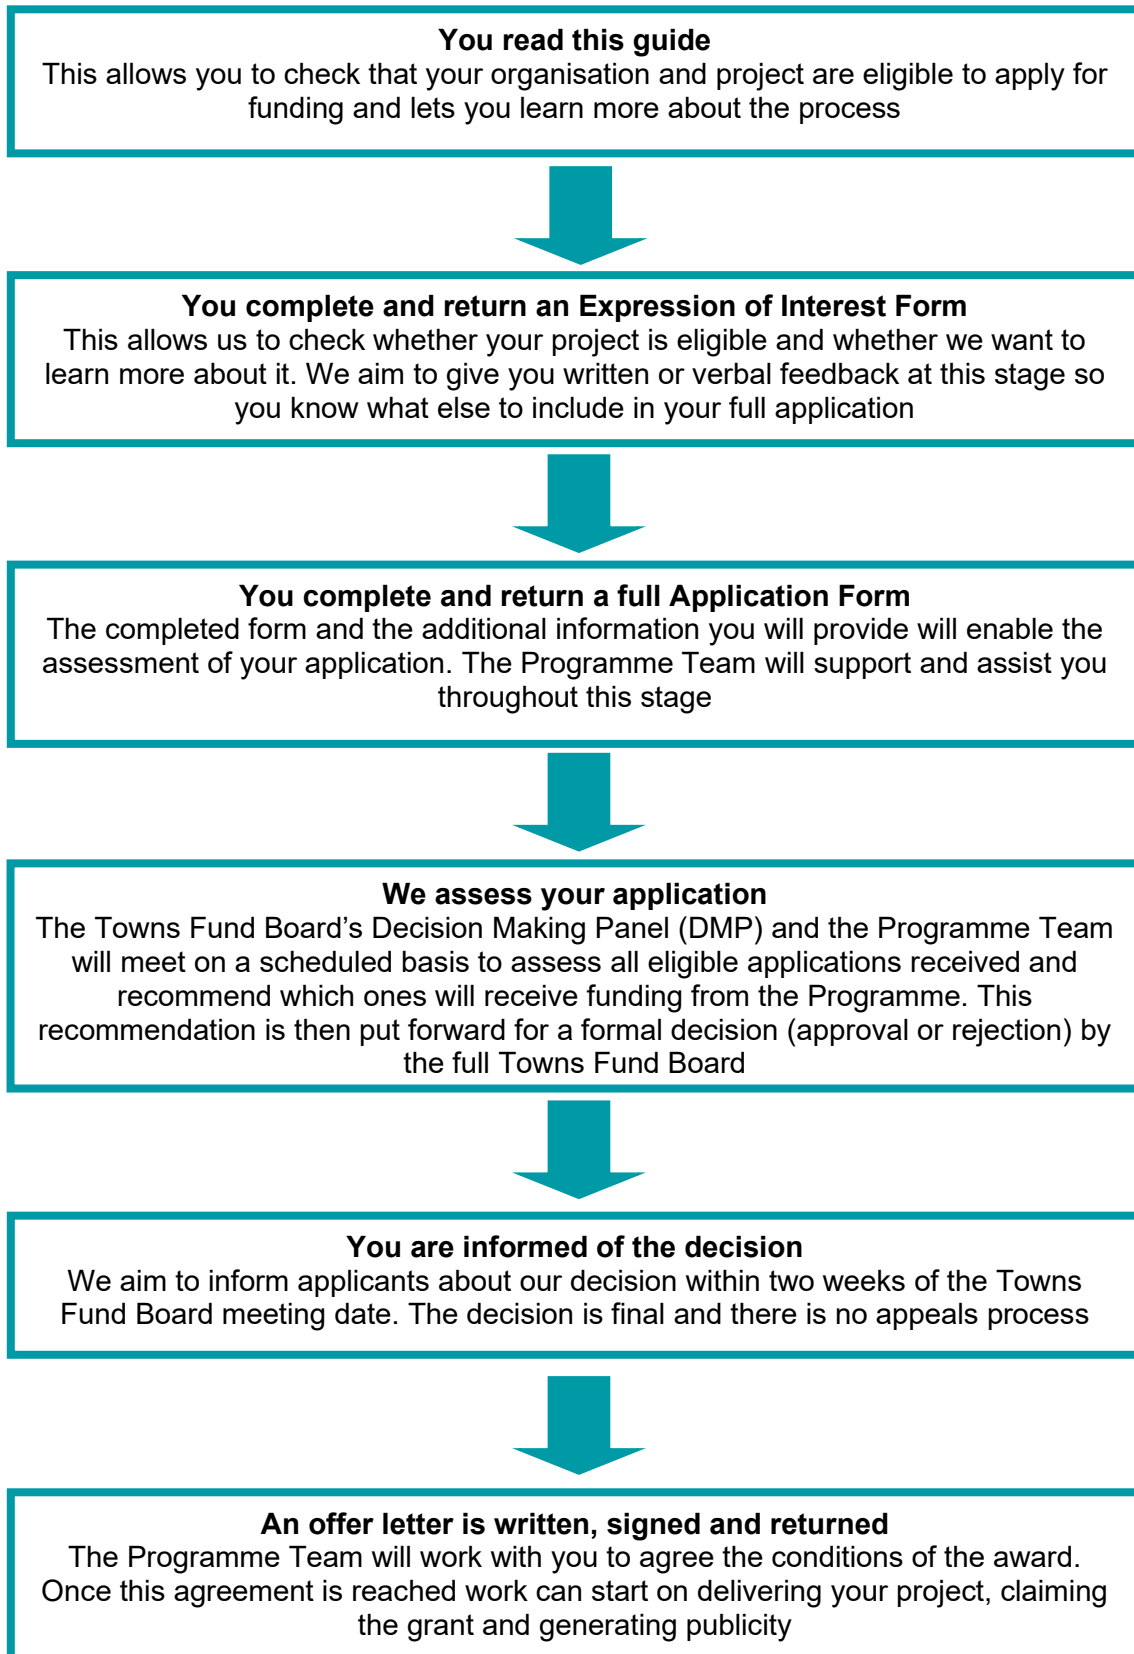 You read this guide
This allows you to check that your organisation and project are eligible to apply for
funding and lets you learn more about the process
You complete and return an Expression of Interest Form
This allows us to check whether your project is eligible and whether we want to
learn more about it. We aim to give you written or verbal feedback at this stage so
you know what else to include in your full application
You complete and return a full Application Form
The completed form and the additional information you will provide will enable the
assessment of your application. The Programme Team will support and assist you
throughout this stage
We assess your application
The Towns Fund Board’s Decision Making Panel (DMP) and the Programme Team
will meet on a scheduled basis to assess all eligible applications received and
recommend which ones will receive funding from the Programme. This
recommendation is then put forward for a formal decision (approval or rejection) by
the full Towns Fund Board
You are informed of the decision
We aim to inform applicants about our decision within two weeks of the Towns
Fund Board meeting date. The decision is final and there is no appeals process
An offer letter is written, signed and returned
The Programme Team will work with you to agree the conditions of the award.
Once this agreement is reached work can start on delivering your project, claiming
the grant and generating publicity